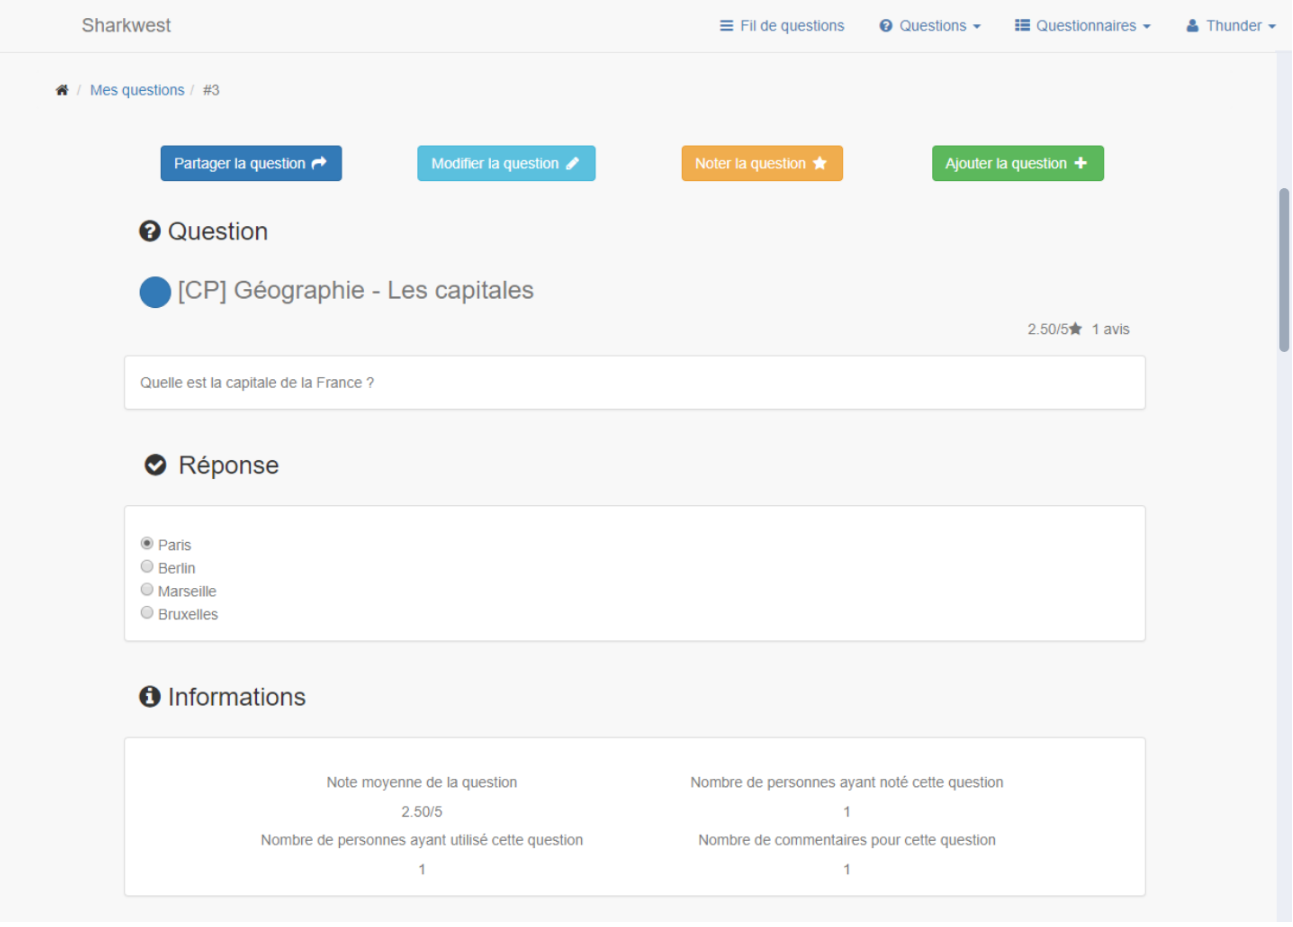 Sharkwest Fil de questions Questions Questionnaires Thunder
/ Mes questions / #3
Partager la question Modifier la question Noter la question Ajouter la question
Question
[CP] Géographie - Les capitales
2.50/5 1 avis
Quelle est la capitale de la France ?
Réponse
Paris
Berlin
Marseille
Bruxelles
Informations
Note moyenne de la question Nombre de personnes ayant noté cette question
2.50/5 1
Nombre de personnes ayant utilisé cette question Nombre de commentaires pour cette question
1 1